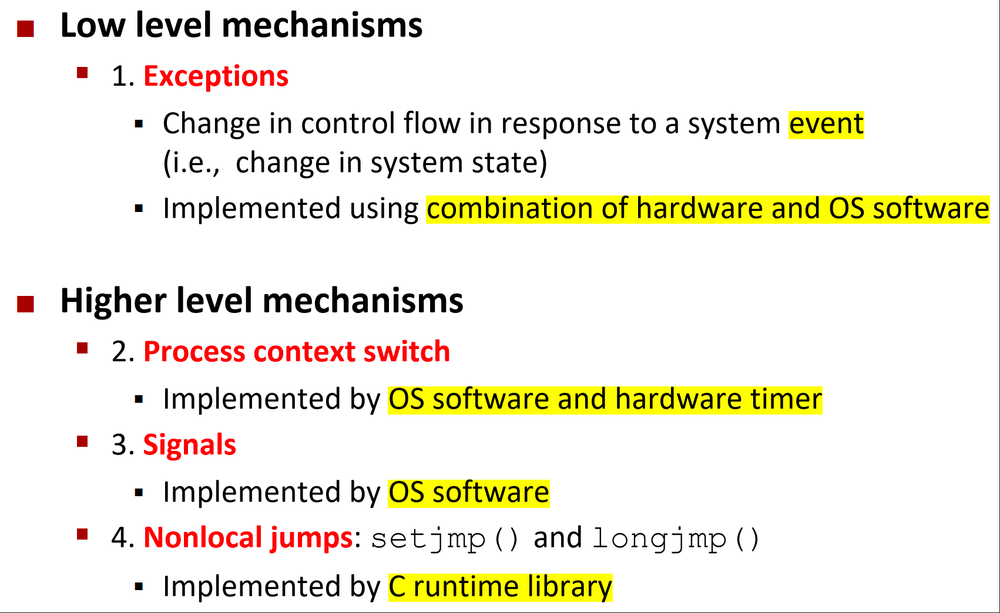 Low level mechanisms
1. Exceptions
Change in control flow in response to a system event
(i.e., change in system state)
Implemented using combination of hardware and OS software
Higher level mechanisms
2. Process context switch
Implemented by OS software and hardware timer
3. Signals
Implemented by OS software
4. Nonlocal jumps: setjmp() and longjmp()
Implemented by C runtime library